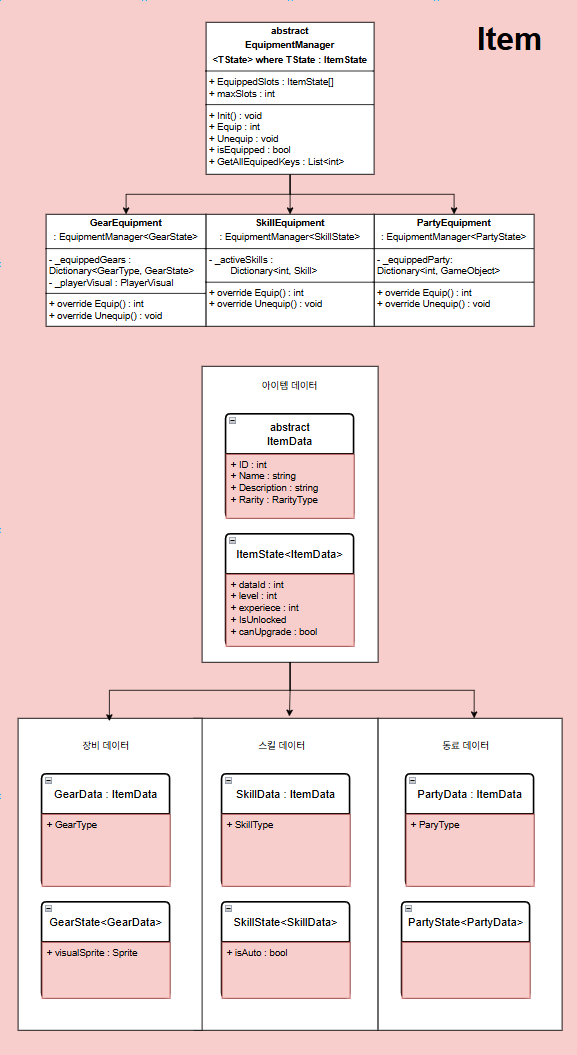 Item
abstract
EquipmentManager
<TState> where TState : ItemState
+ EquippedSlots : ItemState[]
+ maxSlots : int
+ Init() : void
+ Equip : int
+ Unequip : void
+ isEquipped : bool
+ GetAllEquipedKeys : List<int>
GearEquipment
: EquipmentManager<GearState>
- _equippedGears :
Dictionary<GearType, GearState>
- _playerVisual : PlayerVisual
+ override Equip() : int
+ override Unequip() : void
SkillEquipment
: EquipmentManager<SkillState>
- _activeSkills :
Dictionary<int, Skill>
+ override Equip() : int
+ override Unequip() : void
PartyEquipment
: EquipmentManager<PartyState>
- _equippedParty:
Dictionary<int, GameObject>
+ override Equip() : int
+ override Unequip() : void
아이템 데이터
abstract
ItemData
+ ID : int
+ Name : string
+ Description : string
+ Rarity : RarityType
ItemState<ItemData>
+ dataId : int
+ level : int
+ experiece : int
+ IsUnlocked
+ canUpgrade : bool
장비 데이터
GearData : ItemData
+ GearType
GearState<GearData>
+ visualSprite : Sprite
스킬 데이터
SkillData : ItemData
+ SkillType
SkillState<SkillData>
+ isAuto : bool
동료 데이터
PartyData : ItemData
+ ParyType
PartyState<PartyData>